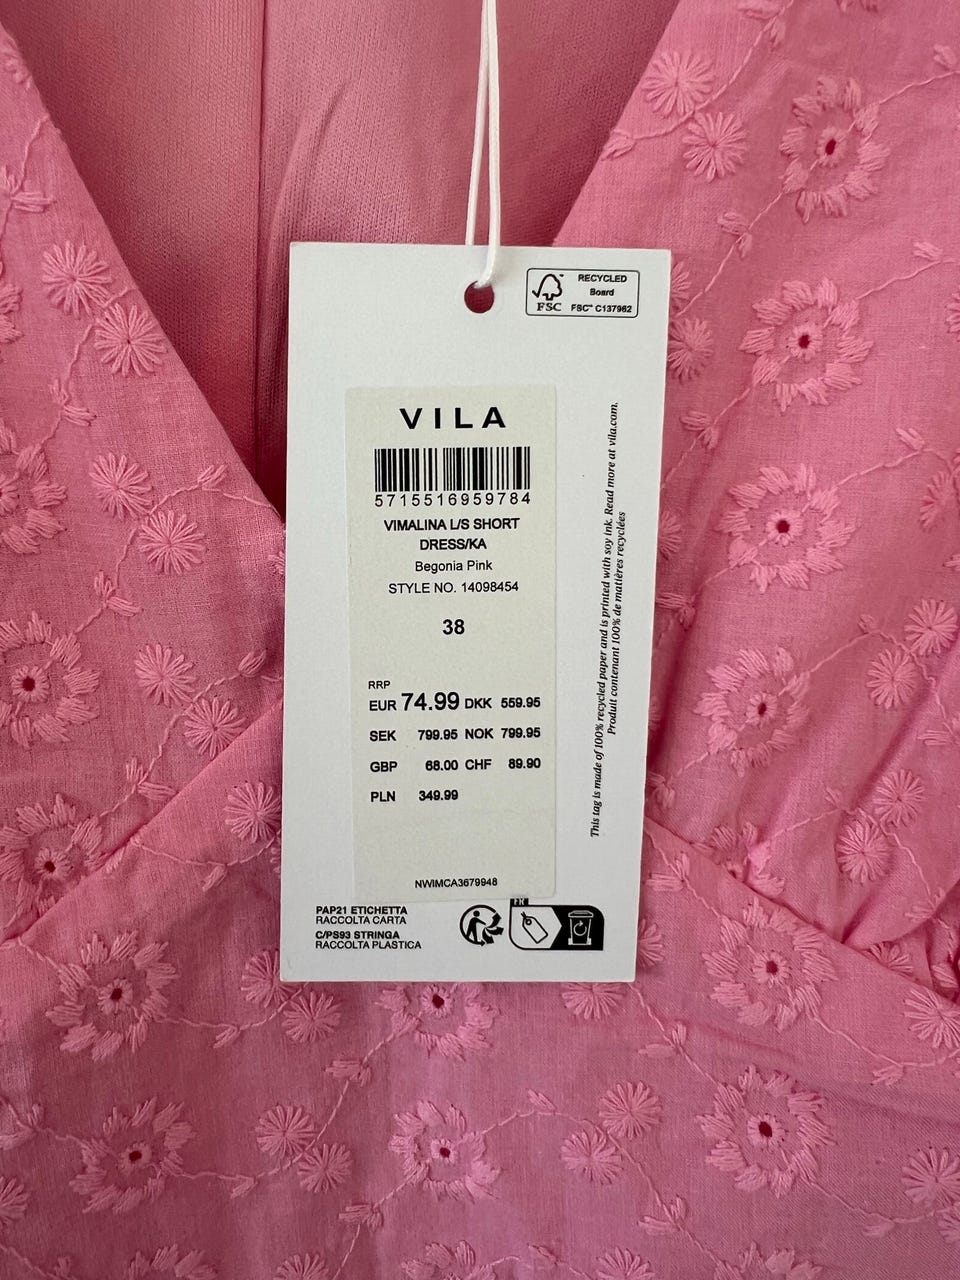 RECYCLED
Board
FSC
FSC™ C137962
VILA
5715516959784
VIMALINA L/S SHORT
DRESS/KA
Begonia Pink
STYLE NO. 14098454
38
RRP
EUR 74.99 DKK 559.95
SEK 799.95 NOK 799.95
GBP 68.00 CHF 89.90
PLN 349.99
NWIMCA3679948
This tag is made of 100% recycled paper and is printed with soy ink. Read more at vila.com.
Produit contenant 100% de matières recyclées
PAP21 ETICHETTA
RACCOLTA CARTA
C/PS93 STRINGA
RACCOLTA PLASTICA
FR